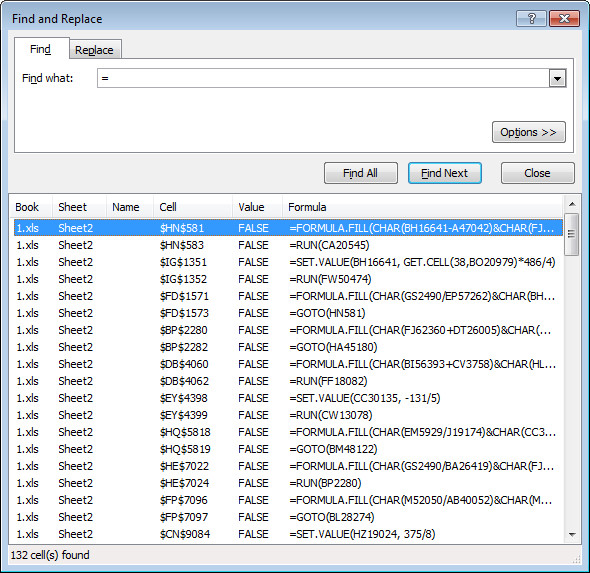 Find and Replace
Find Replace
Find what: =
Options >>
Find All Find Next Close
Book Sheet Name Cell Value Formula
1.xls Sheet2 $HN$581 FALSE =FORMULA.FILL(CHAR(BH16641-A47042)&CHAR(FJ...
1.xls Sheet2 $HN$583 FALSE =RUN(CA20545)
1.xls Sheet2 $IG$1351 FALSE =SET.VALUE(BH16641, GET.CELL(38,BO20979)*486/4)
1.xls Sheet2 $IG$1352 FALSE =RUN(FW50474)
1.xls Sheet2 $FD$1571 FALSE =FORMULA.FILL(CHAR(GS2490/EP57262)&CHAR(BH...
1.xls Sheet2 $FD$1573 FALSE =GOTO(HN581)
1.xls Sheet2 $BP$2280 FALSE =FORMULA.FILL(CHAR(FJ62360+DT26005)&CHAR(...
1.xls Sheet2 $BP$2282 FALSE =GOTO(HA45180)
1.xls Sheet2 $DB$4060 FALSE =FORMULA.FILL(CHAR(BI56393+CV3758)&CHAR(HL...
1.xls Sheet2 $DB$4062 FALSE =RUN(FF18082)
1.xls Sheet2 $EY$4398 FALSE =SET.VALUE(CC30135, -131/5)
1.xls Sheet2 $EY$4399 FALSE =RUN(CW13078)
1.xls Sheet2 $HQ$5818 FALSE =FORMULA.FILL(CHAR(EM5929/J19174)&CHAR(CC3...
1.xls Sheet2 $HQ$5819 FALSE =GOTO(BM48122)
1.xls Sheet2 $HE$7022 FALSE =FORMULA.FILL(CHAR(GS2490/BA26419)&CHAR(FJ...
1.xls Sheet2 $HE$7024 FALSE =RUN(BP2280)
1.xls Sheet2 $FP$7096 FALSE =FORMULA.FILL(CHAR(M52050/AB40052)&CHAR(M...
1.xls Sheet2 $FP$7097 FALSE =GOTO(BL28274)
1.xls Sheet2 $CN$9084 FALSE =SET.VALUE(HZ19024, 375/8)
132 cell(s) found